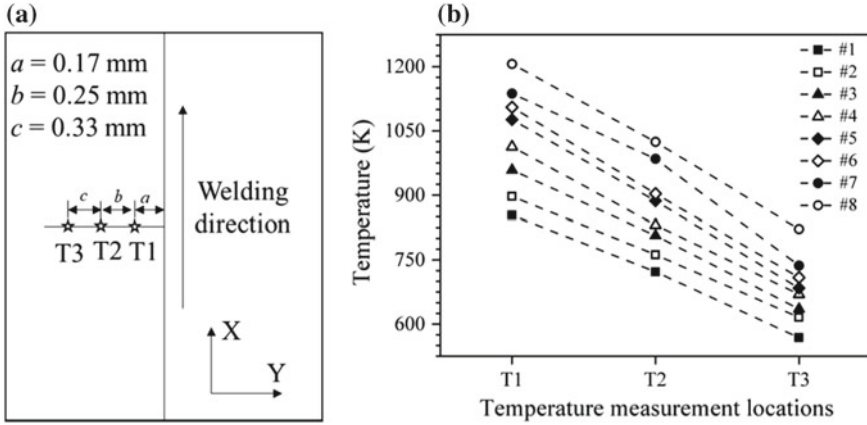 (a)
a = 0.17 mm
b = 0.25 mm
c = 0.33 mm
c b a
T3 T2 T1
Welding
direction
X
Y
(b)
Temperature (K)
1200
1050
900
750
600
T1 T2 T3
Temperature measurement locations
#1
#2
#3
#4
#5
#6
#7
#8